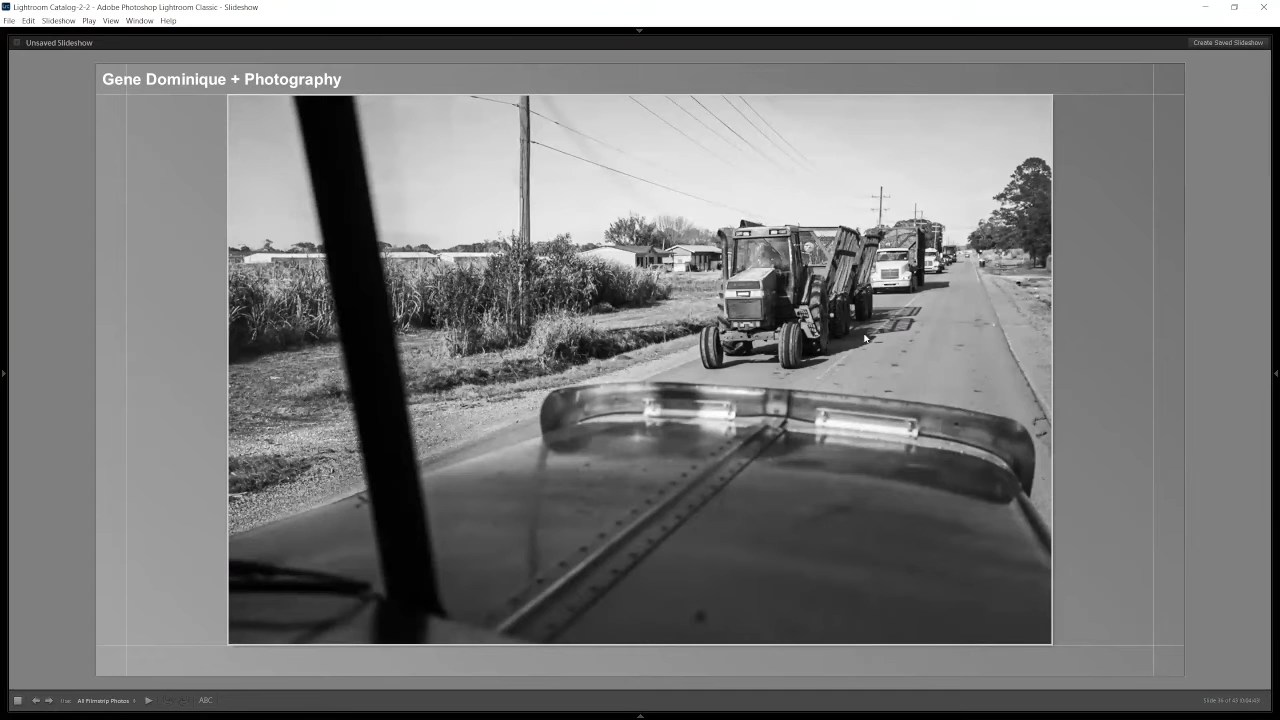 Lightroom Catalog-2-2 - Adobe Photoshop Lightroom Classic - Slideshow
File Edit Slideshow Play View Window Help
Unsaved Slideshow
Create Saved Slideshow
Gene Dominique + Photography
Use: All Filmstrip Photos
ABC